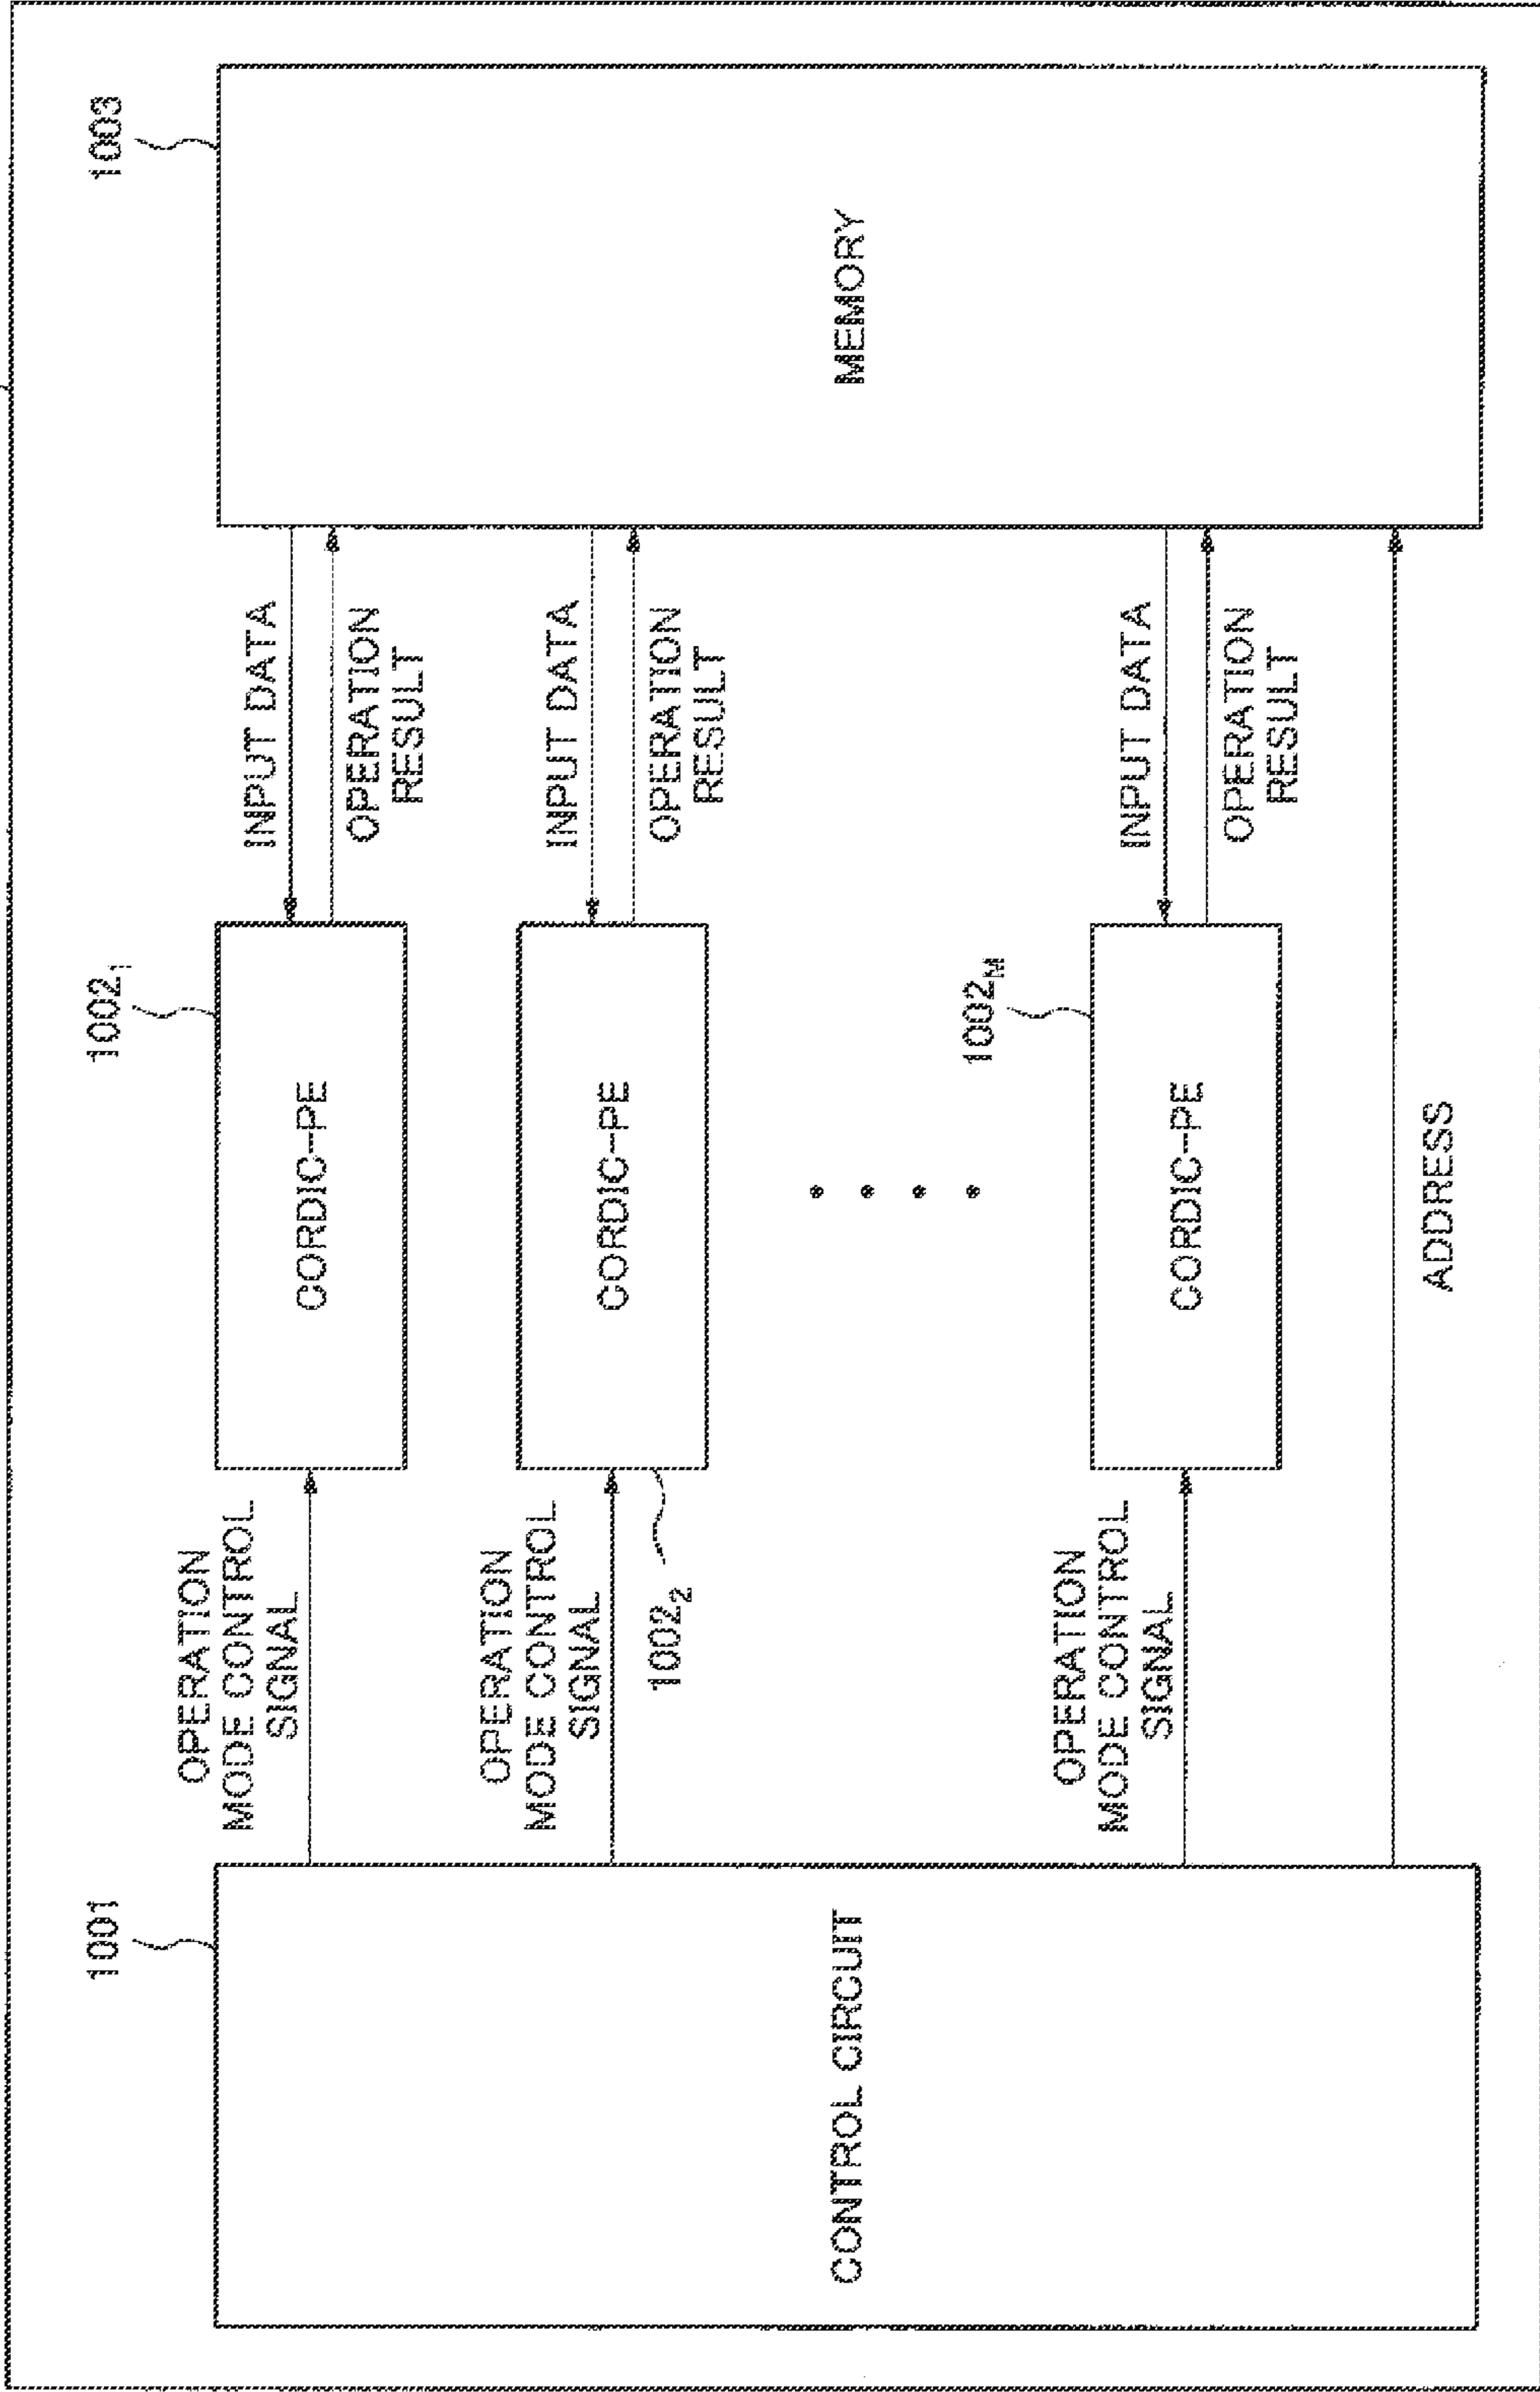 1001
1002₁
1003
OPERATION
MODE CONTROL
SIGNAL
CORDIC-PE
INPUT DATA
OPERATION
RESULT
OPERATION
MODE CONTROL
SIGNAL
1002₂
CORDIC-PE
INPUT DATA
OPERATION
RESULT
CONTROL CIRCUIT
MEMORY
1002M
OPERATION
MODE CONTROL
SIGNAL
CORDIC-PE
INPUT DATA
OPERATION
RESULT
ADDRESS